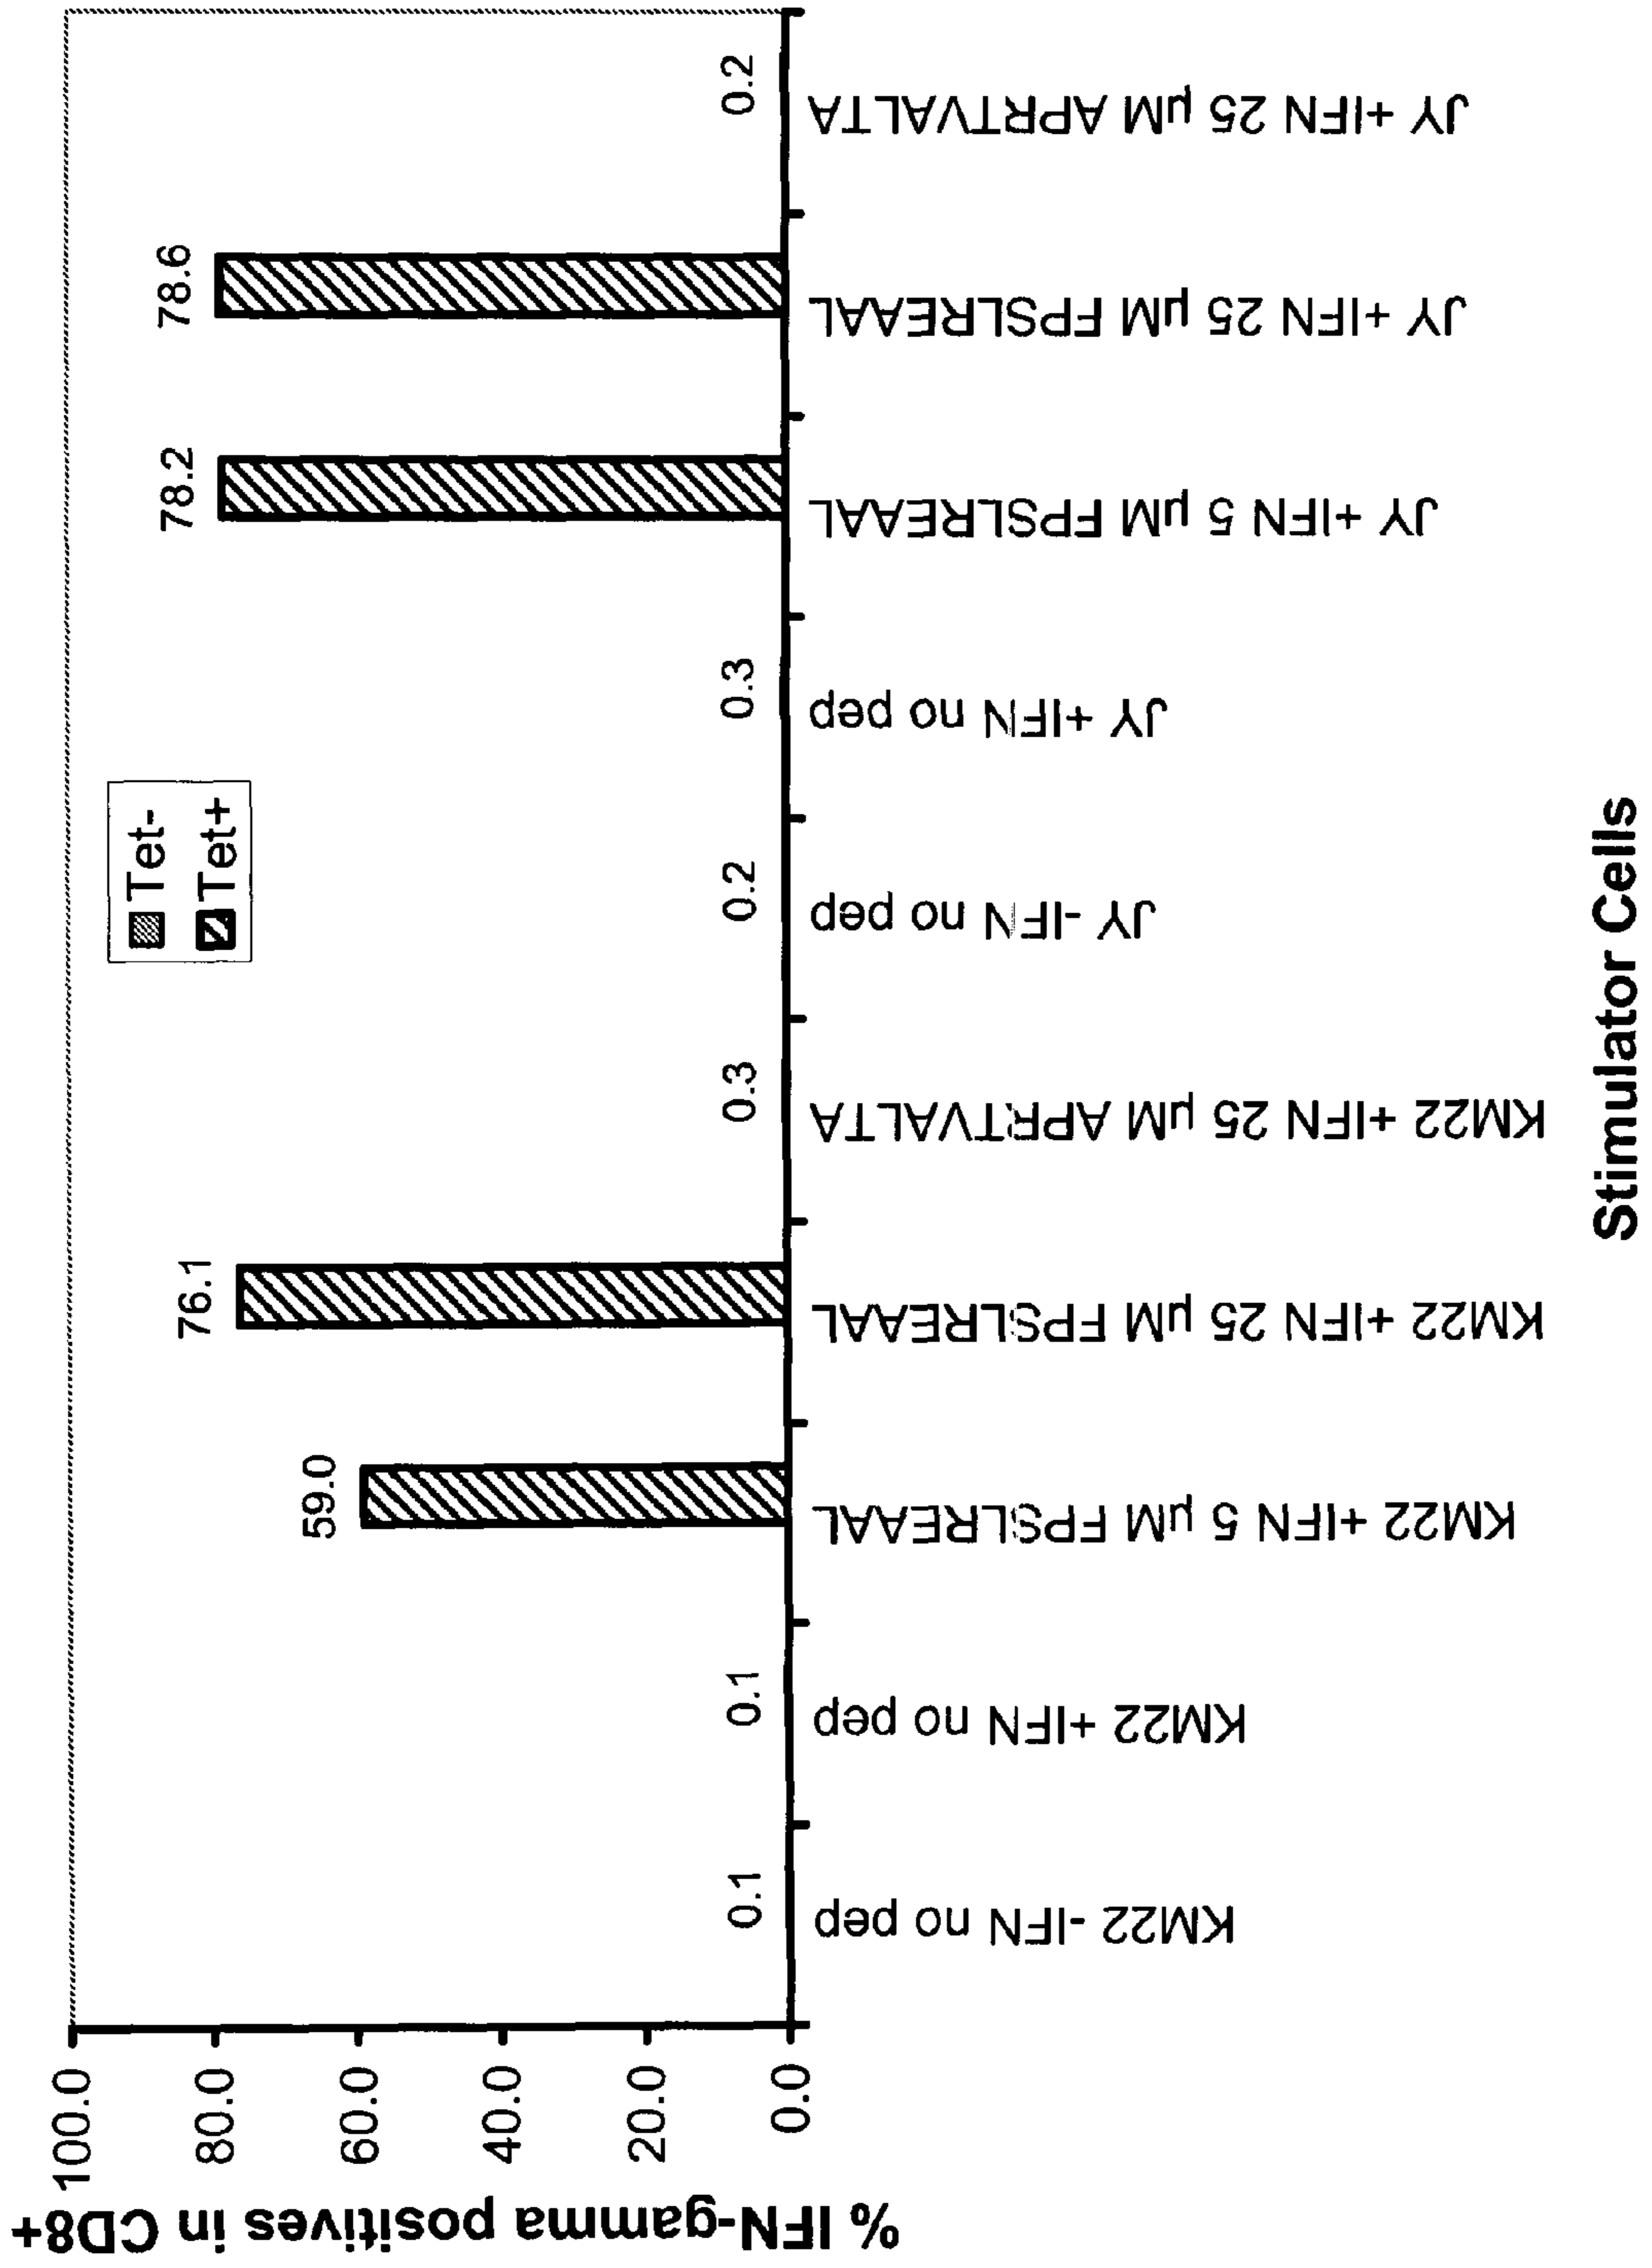 % IFN-gamma positives in CD8+
100.0
80.0
60.0
40.0
20.0
0.0
Tet-
Tet+
0.1
0.1
59.0
76.1
0.3
0.2
0.3
78.2
78.6
0.2
KM22 -IFN no pep
KM22 +IFN no pep
KM22 +IFN 5 µM FPSLREAAL
KM22 +IFN 25 µM FPSLREAAL
KM22 +IFN 25 µM APRTVALTA
JY -IFN no pep
JY +IFN no pep
JY +IFN 5 µM FPSLREAAL
JY +IFN 25 µM FPSLREAAL
JY +IFN 25 µM APRTVALTA
Stimulator Cells